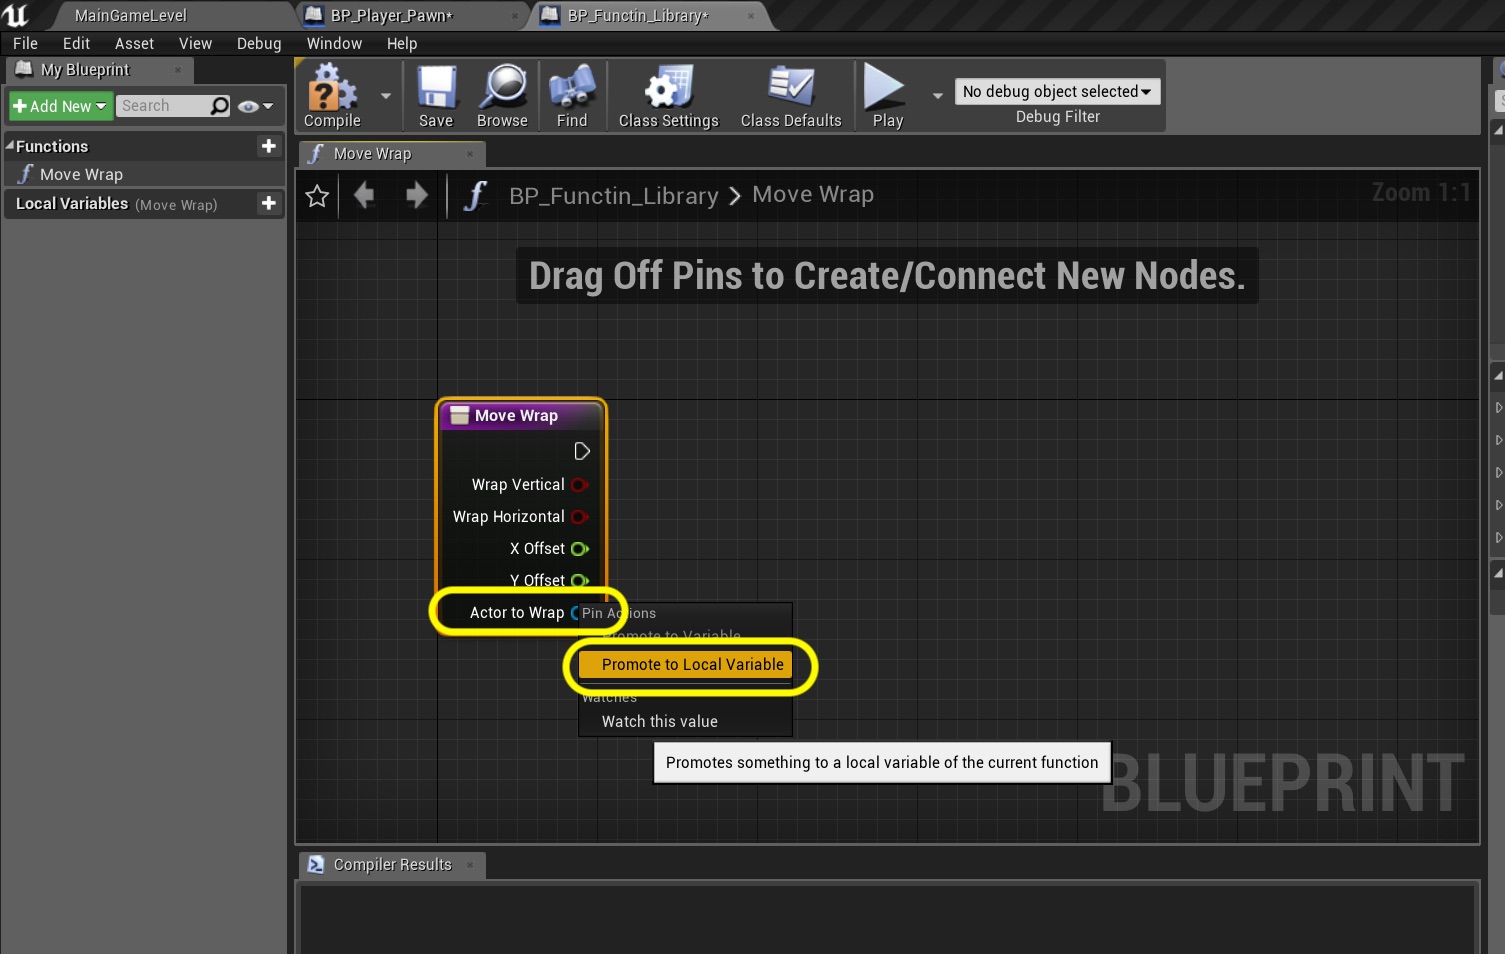 MainGameLevel
BP_Player_Pawn*
BP_Functin_Library*
File Edit Asset View Debug Window Help
My Blueprint
Add New
Search
Functions
Move Wrap
Local Variables (Move Wrap)
Compile
Save
Browse
Find
Class Settings
Class Defaults
Play
No debug object selected
Debug Filter
Move Wrap
BP_Functin_Library > Move Wrap
Zoom 1:1
Drag Off Pins to Create/Connect New Nodes.
Move Wrap
Wrap Vertical
Wrap Horizontal
X Offset
Y Offset
Actor to Wrap
Pin Actions
Promote to Variable
Promote to Local Variable
Watches
Watch this value
Promotes something to a local variable of the current function
BLUEPRINT
Compiler Results